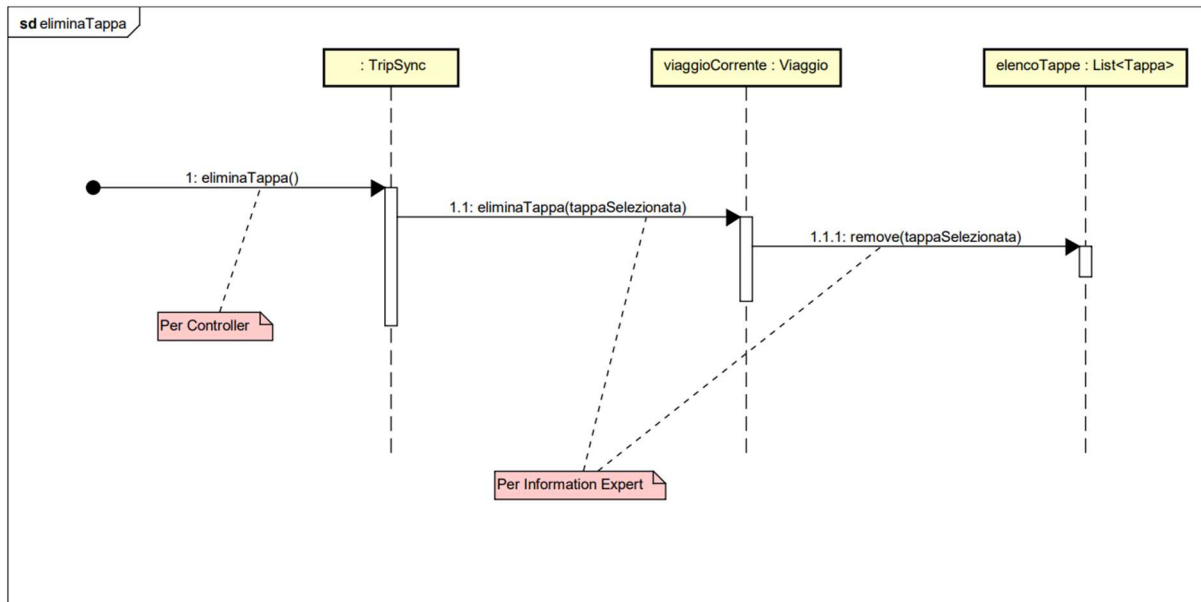 sd eliminaTappa
: TripSync
viaggioCorrente : Viaggio
elencoTappe : List<Tappa>
1: eliminaTappa()
1.1: eliminaTappa(tappaSelezionata)
1.1.1: remove(tappaSelezionata)
Per Controller
Per Information Expert